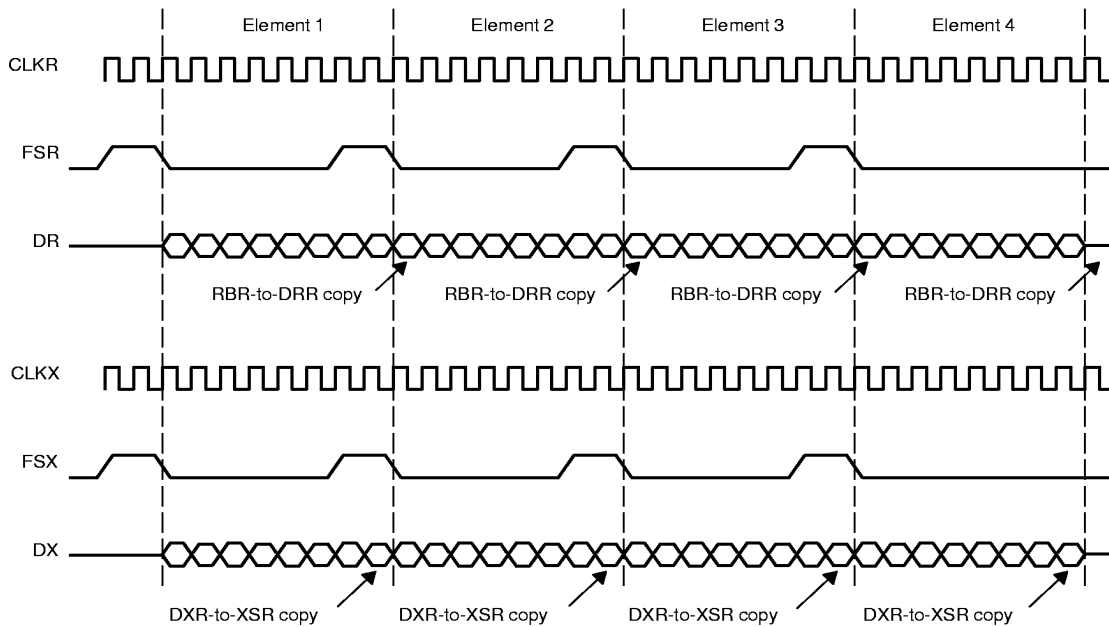 Element 1 Element 2 Element 3 Element 4
CLKR
FSR
DR
RBR-to-DRR copy RBR-to-DRR copy RBR-to-DRR copy RBR-to-DRR copy
CLKX
FSX
DX
DXR-to-XSR copy DXR-to-XSR copy DXR-to-XSR copy DXR-to-XSR copy